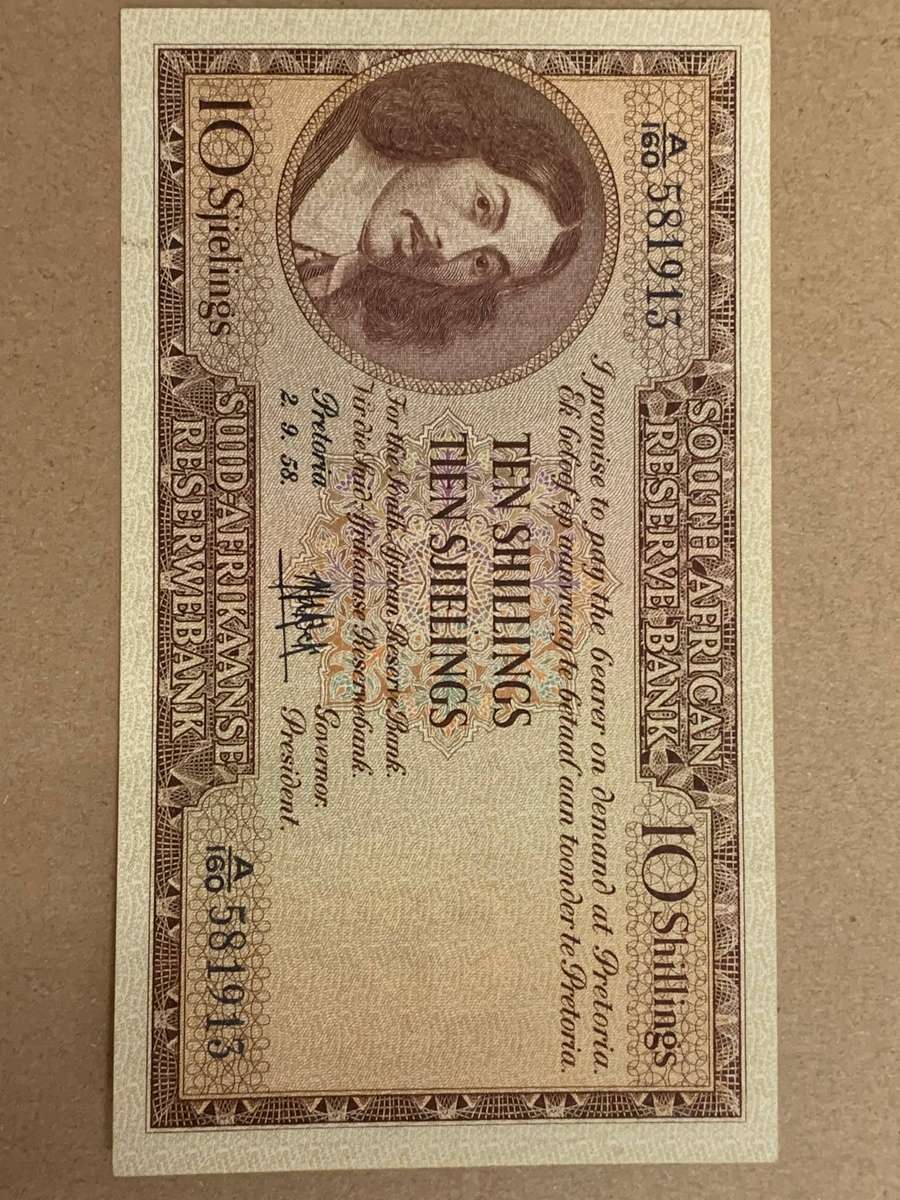 SOUTH AFRICAN
RESERVE BANK
A/160 581913
10 Shillings
I promise to pay the bearer on demand at Pretoria.
Ek beloof op aanvraag te betaal aan toonder te Pretoria.
TEN SHILLINGS
TIEN SJIELINGS
For the South African Reserve Bank.
Vir die Suid-Afrikaanse Reserwebank.
Pretoria
2. 9. 58.
Governor.
President.
10 Sjielings
SUID-AFRIKAANSE
RESERWEBANK
A/160 581913